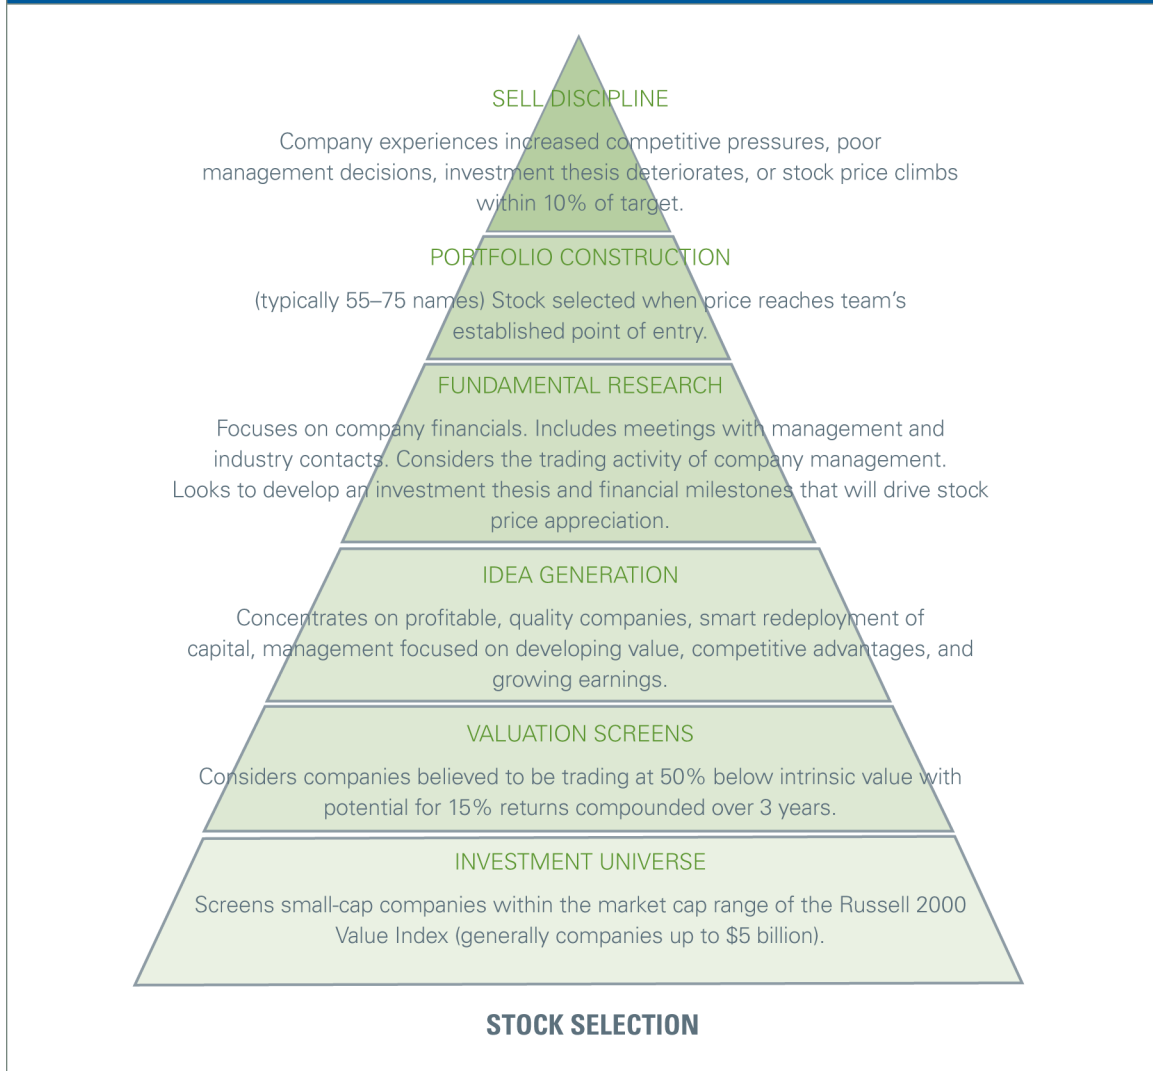 SELL DISCIPLINE
Company experiences increased competitive pressures, poor
management decisions, investment thesis deteriorates, or stock price climbs
within 10% of target.
PORTFOLIO CONSTRUCTION
(typically 55–75 names) Stock selected when price reaches team’s
established point of entry.
FUNDAMENTAL RESEARCH
Focuses on company financials. Includes meetings with management and
industry contacts. Considers the trading activity of company management.
Looks to develop an investment thesis and financial milestones that will drive stock
price appreciation.
IDEA GENERATION
Concentrates on profitable, quality companies, smart redeployment of
capital, management focused on developing value, competitive advantages, and
growing earnings.
VALUATION SCREENS
Considers companies believed to be trading at 50% below intrinsic value with
potential for 15% returns compounded over 3 years.
INVESTMENT UNIVERSE
Screens small-cap companies within the market cap range of the Russell 2000
Value Index (generally companies up to $5 billion).
STOCK SELECTION